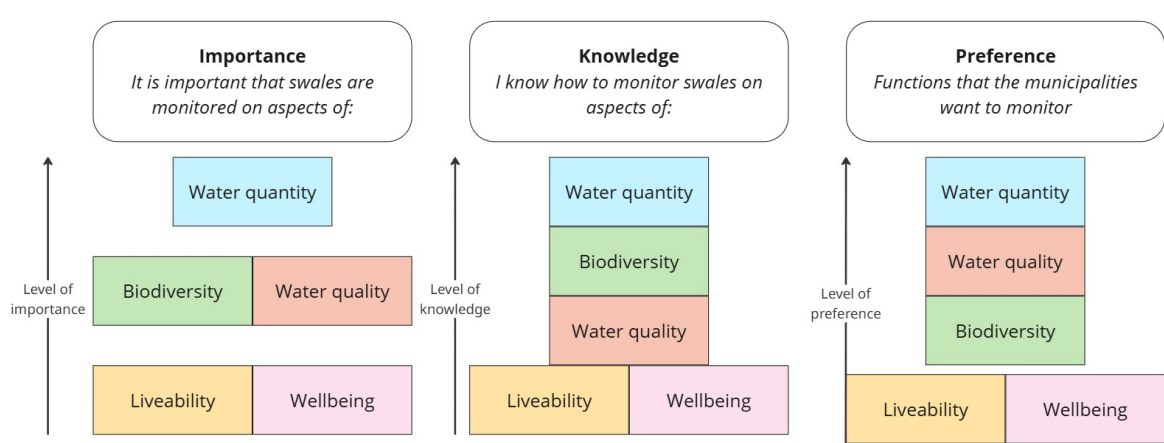 Importance
It is important that swales are
monitored on aspects of:
Knowledge
I know how to monitor swales on
aspects of:
Preference
Functions that the municipalities
want to monitor
Water quantity
Biodiversity
Water quality
Liveability
Wellbeing
Level of
importance
Water quantity
Biodiversity
Water quality
Liveability
Wellbeing
Level of
knowledge
Water quantity
Water quality
Biodiversity
Liveability
Wellbeing
Level of
preference